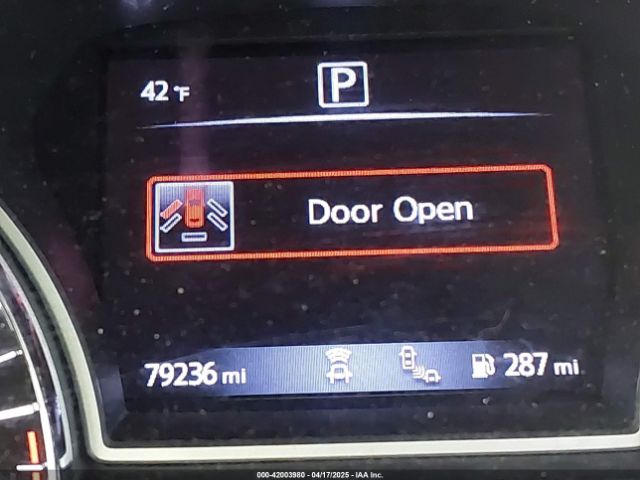 42 °F
P
Door Open
79236 mi
287 mi
000-42003980 - 04/17/2025 - IAA Inc.